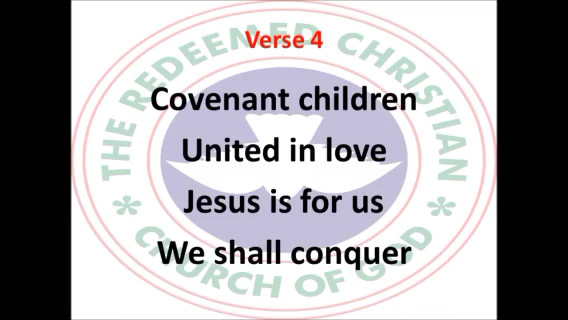 Verse 4
Covenant children
United in love
Jesus is for us
We shall conquer
THE REDEEMED CHRISTIAN
* CHURCH OF GOD *